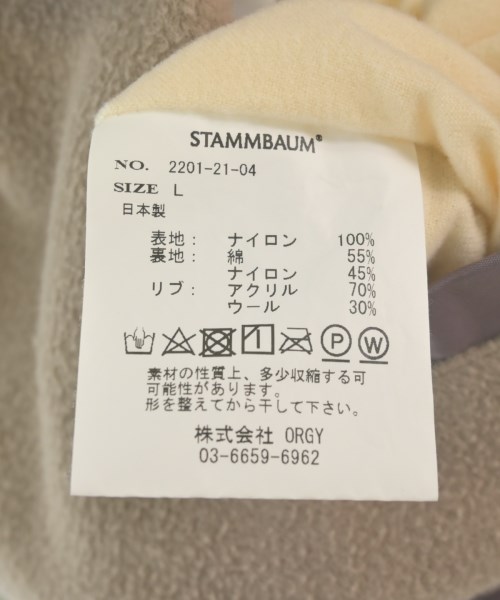 STAMMBAUM®
NO. 2201-21-04
SIZE L
日本製
表地: ナイロン 100%
裏地: 綿 55%
ナイロン 45%
リブ: アクリル 70%
ウール 30%
P W
素材の性質上、多少収縮する可
可能性があります。
形を整えてから干して下さい。
株式会社 ORGY
03-6659-6962